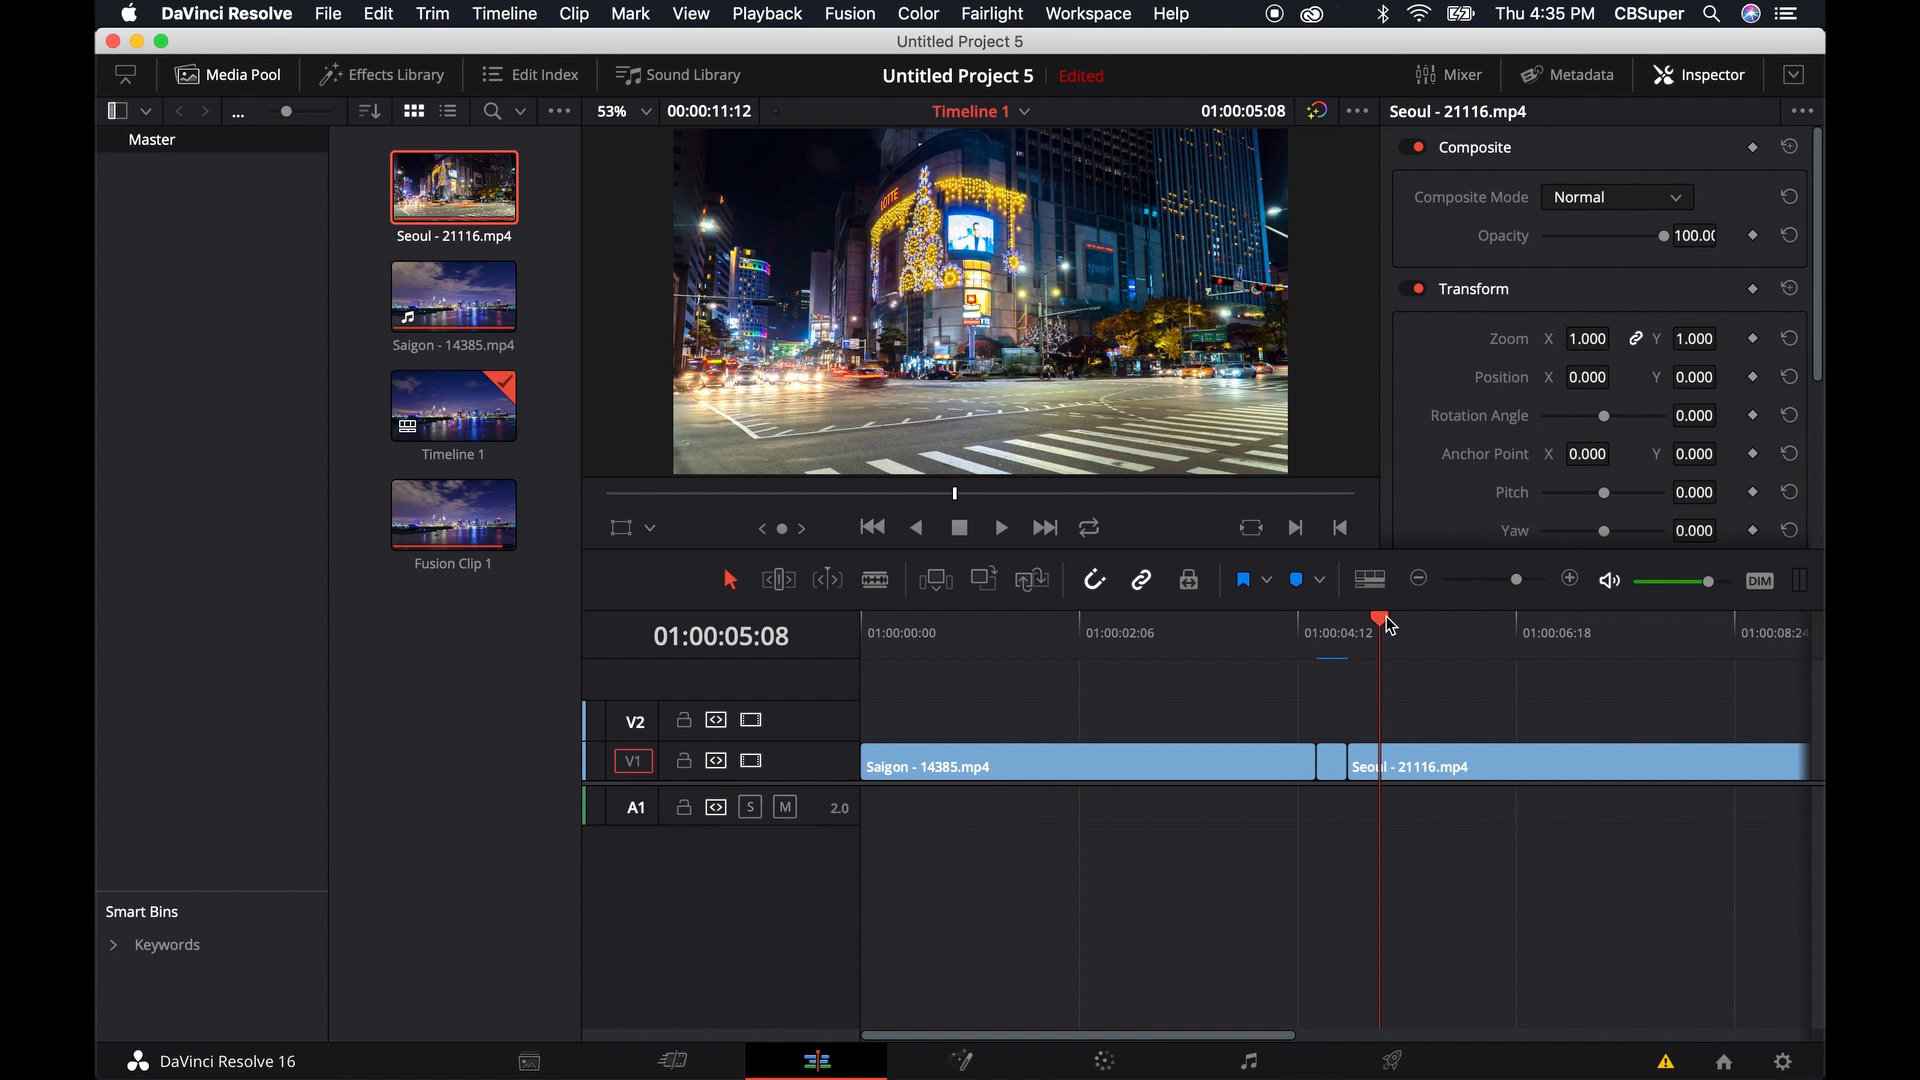 DaVinci Resolve File Edit Trim Timeline Clip Mark View Playback Fusion Color Fairlight Workspace Help Thu 4:35 PM CBSuper
Untitled Project 5
Media Pool Effects Library Edit Index Sound Library Untitled Project 5 Edited Mixer Metadata Inspector
... 53% 00:00:11:12 Timeline 1 01:00:05:08 Seoul - 21116.mp4
Master
Composite
Composite Mode Normal
Opacity 100.00
Seoul - 21116.mp4
LOTTE
Transform
Zoom X 1.000 Y 1.000
Saigon - 14385.mp4
Position X 0.000 Y 0.000
Rotation Angle 0.000
Timeline 1
Anchor Point X 0.000 Y 0.000
Pitch 0.000
Yaw 0.000
Fusion Clip 1
DIM
01:00:05:08 01:00:00:00 01:00:02:06 01:00:04:12 01:00:06:18 01:00:08:24
V2
V1 Saigon - 14385.mp4 Seoul - 21116.mp4
A1 S M 2.0
Smart Bins
Keywords
DaVinci Resolve 16